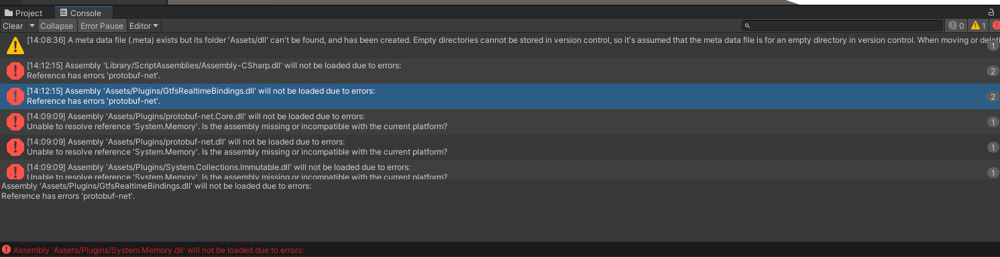 Project
Console
Clear
Collapse
Error Pause
Editor
0
1
[14:08:36] A meta data file (.meta) exists but its folder 'Assets/dll' can't be found, and has been created. Empty directories cannot be stored in version control, so it's assumed that the meta data file is for an empty directory in version control. When moving or
1
[14:12:15] Assembly 'Library/ScriptAssemblies/Assembly-CSharp.dll' will not be loaded due to errors:
Reference has errors 'protobuf-net'.
2
[14:12:15] Assembly 'Assets/Plugins/GtfsRealtimeBindings.dll' will not be loaded due to errors:
Reference has errors 'protobuf-net'.
2
[14:09:09] Assembly 'Assets/Plugins/protobuf-net.Core.dll' will not be loaded due to errors:
Unable to resolve reference 'System.Memory'. Is the assembly missing or incompatible with the current platform?
1
[14:09:09] Assembly 'Assets/Plugins/protobuf-net.dll' will not be loaded due to errors:
Unable to resolve reference 'System.Memory'. Is the assembly missing or incompatible with the current platform?
1
[14:09:09] Assembly 'Assets/Plugins/System.Collections.Immutable.dll' will not be loaded due to errors:
Unable to resolve reference 'System.Memory'. Is the assembly missing or incompatible with the current platform?
1
Assembly 'Assets/Plugins/GtfsRealtimeBindings.dll' will not be loaded due to errors:
Reference has errors 'protobuf-net'.
Assembly 'Assets/Plugins/System.Memory.dll' will not be loaded due to errors: